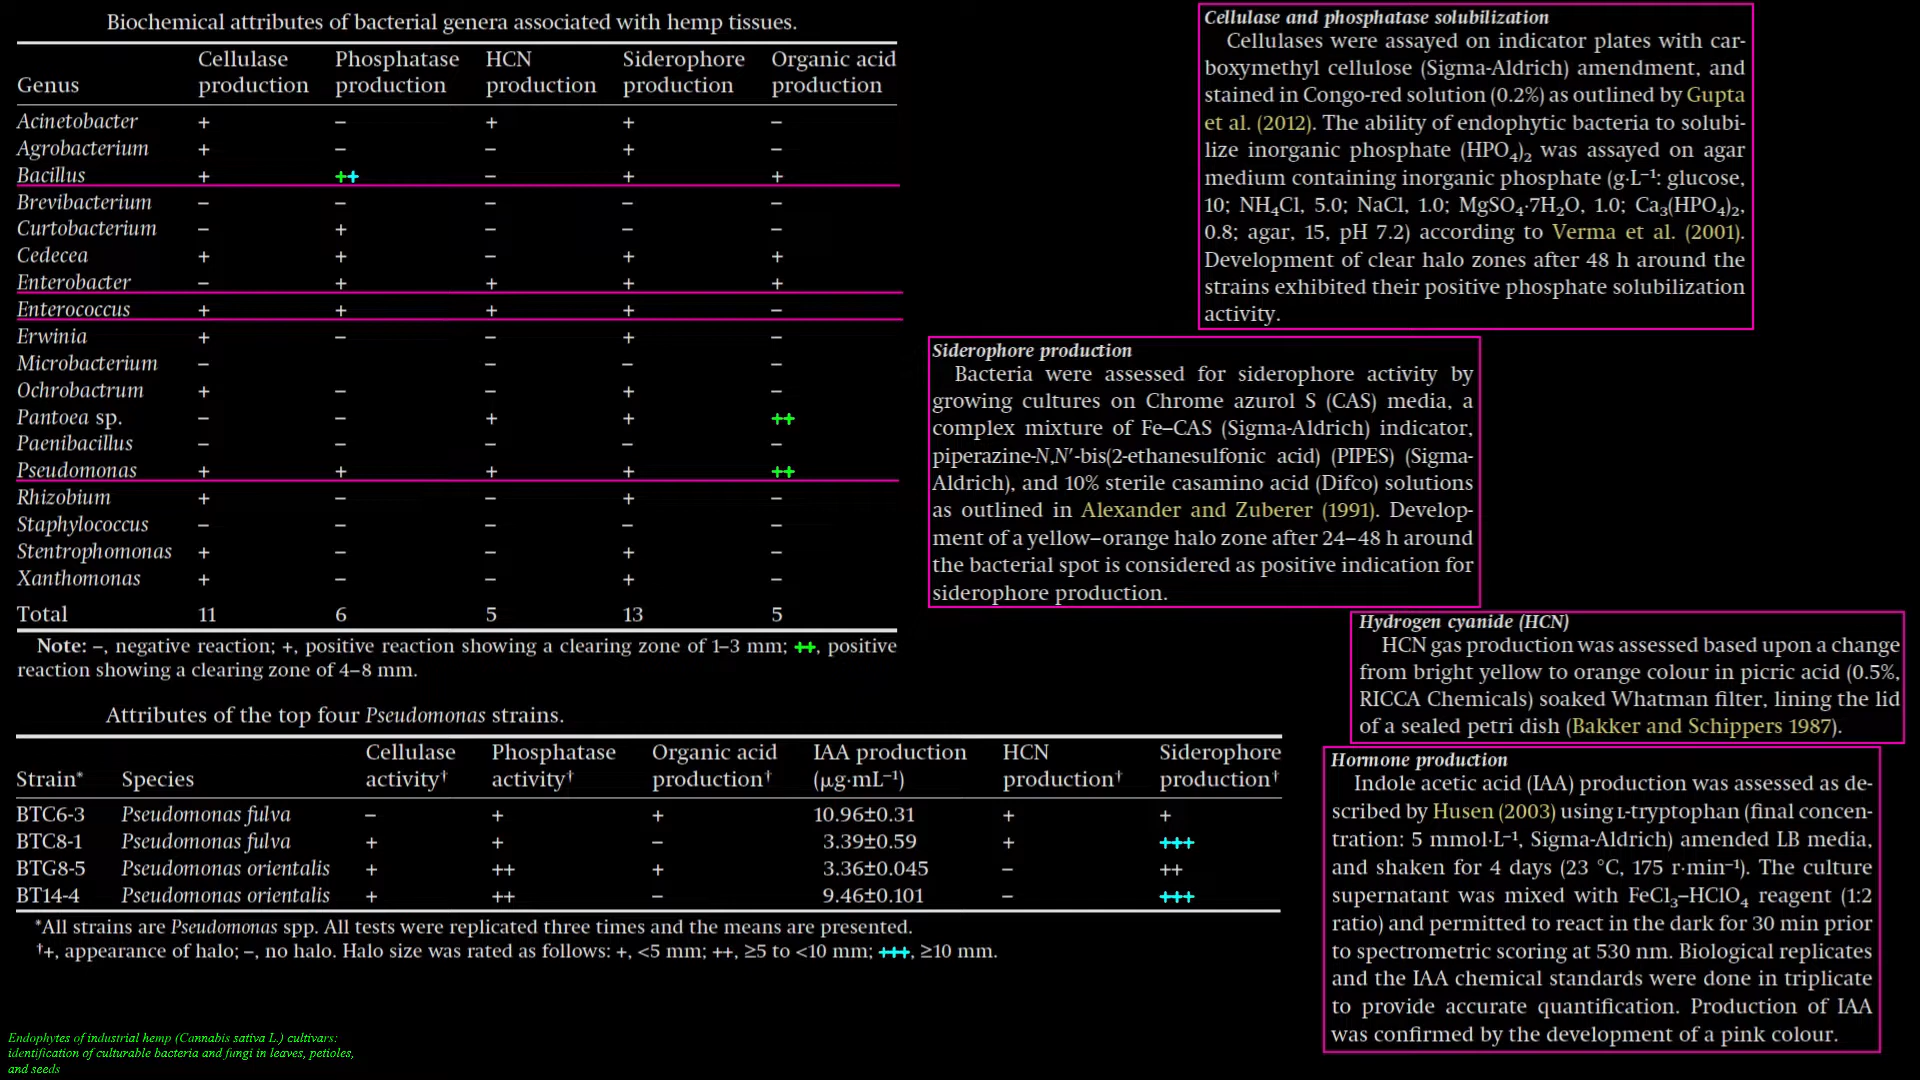 Biochemical attributes of bacterial genera associated with hemp tissues.
Genus Cellulase production Phosphatase production HCN production Siderophore production Organic acid production
Acinetobacter + – + + –
Agrobacterium + – – + –
Bacillus + ++ – + +
Brevibacterium – – – – –
Curtobacterium – + – – –
Cedecea + + – + +
Enterobacter – + + + +
Enterococcus + + + + –
Erwinia + – – + –
Microbacterium – – – – –
Ochrobactrum + – – + –
Pantoea sp. – – + + ++
Paenibacillus – – – – –
Pseudomonas + + + + ++
Rhizobium + – – + –
Staphylococcus – – – – –
Stentrophomonas + – – + –
Xanthomonas + – – + –
Total 11 6 5 13 5
Note: –, negative reaction; +, positive reaction showing a clearing zone of 1–3 mm; ++, positive
reaction showing a clearing zone of 4–8 mm.
Attributes of the top four Pseudomonas strains.
Strain* Species Cellulase activity† Phosphatase activity† Organic acid production† IAA production (μg·mL⁻¹) HCN production† Siderophore production†
BTC6-3 Pseudomonas fulva – + + 10.96±0.31 + +
BTC8-1 Pseudomonas fulva + + – 3.39±0.59 + +++
BTG8-5 Pseudomonas orientalis + ++ + 3.36±0.045 – ++
BT14-4 Pseudomonas orientalis + ++ – 9.46±0.101 – +++
*All strains are Pseudomonas spp. All tests were replicated three times and the means are presented.
†+, appearance of halo; –, no halo. Halo size was rated as follows: +, <5 mm; ++, ≥5 to <10 mm; +++, ≥10 mm.
Endophytes of industrial hemp (Cannabis sativa L.) cultivars:
identification of culturable bacteria and fungi in leaves, petioles,
and seeds
Cellulase and phosphatase solubilization
Cellulases were assayed on indicator plates with car-
boxymethyl cellulose (Sigma-Aldrich) amendment, and
stained in Congo-red solution (0.2%) as outlined by Gupta
et al. (2012). The ability of endophytic bacteria to solubi-
lize inorganic phosphate (HPO₄)₂ was assayed on agar
medium containing inorganic phosphate (g·L⁻¹: glucose,
10; NH₄Cl, 5.0; NaCl, 1.0; MgSO₄·7H₂O, 1.0; Ca₃(HPO₄)₂,
0.8; agar, 15, pH 7.2) according to Verma et al. (2001).
Development of clear halo zones after 48 h around the
strains exhibited their positive phosphate solubilization
activity.
Siderophore production
Bacteria were assessed for siderophore activity by
growing cultures on Chrome azurol S (CAS) media, a
complex mixture of Fe–CAS (Sigma-Aldrich) indicator,
piperazine-N,N′-bis(2-ethanesulfonic acid) (PIPES) (Sigma-
Aldrich), and 10% sterile casamino acid (Difco) solutions
as outlined in Alexander and Zuberer (1991). Develop-
ment of a yellow–orange halo zone after 24–48 h around
the bacterial spot is considered as positive indication for
siderophore production.
Hydrogen cyanide (HCN)
HCN gas production was assessed based upon a change
from bright yellow to orange colour in picric acid (0.5%,
RICCA Chemicals) soaked Whatman filter, lining the lid
of a sealed petri dish (Bakker and Schippers 1987).
Hormone production
Indole acetic acid (IAA) production was assessed as de-
scribed by Husen (2003) using L-tryptophan (final concen-
tration: 5 mmol·L⁻¹, Sigma-Aldrich) amended LB media,
and shaken for 4 days (23 °C, 175 r·min⁻¹). The culture
supernatant was mixed with FeCl₃–HClO₄ reagent (1:2
ratio) and permitted to react in the dark for 30 min prior
to spectrometric scoring at 530 nm. Biological replicates
and the IAA chemical standards were done in triplicate
to provide accurate quantification. Production of IAA
was confirmed by the development of a pink colour.